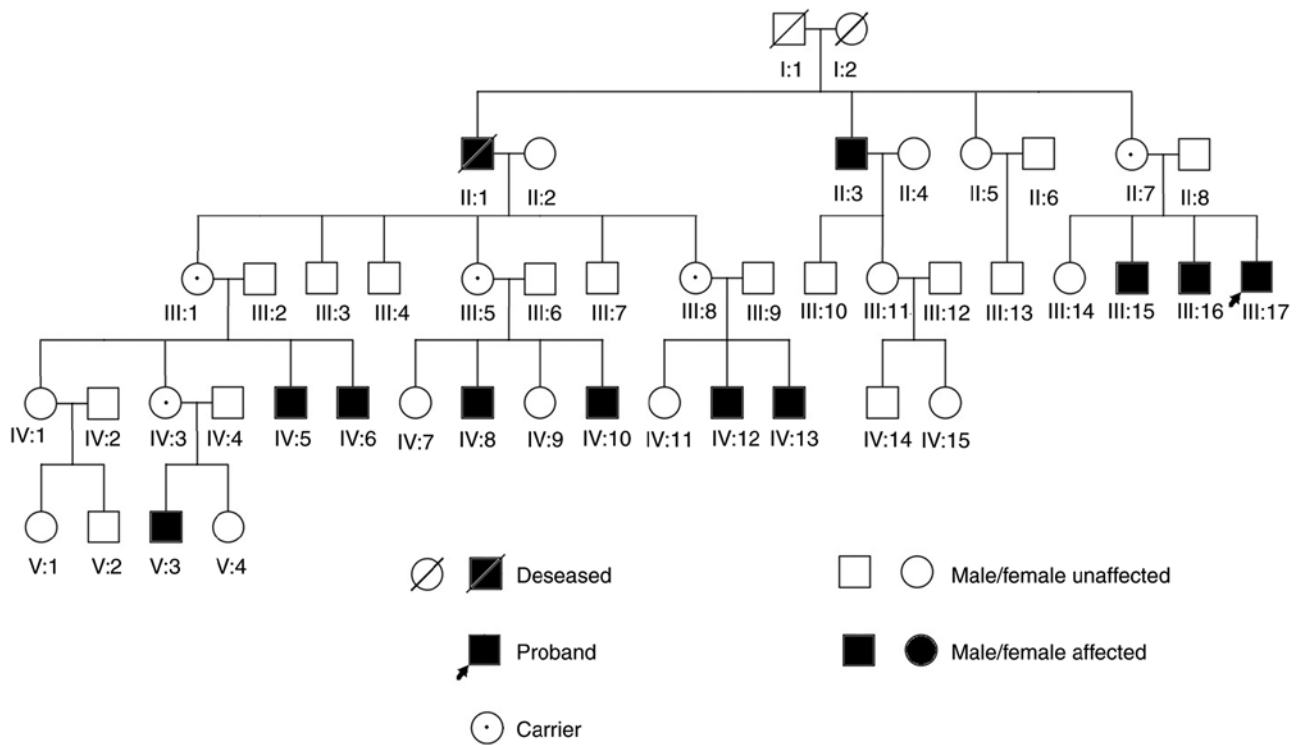 I:1 I:2
II:1 II:2 II:3 II:4 II:5 II:6 II:7 II:8
III:1 III:2 III:3 III:4 III:5 III:6 III:7 III:8 III:9 III:10 III:11 III:12 III:13 III:14 III:15 III:16 III:17
IV:1 IV:2 IV:3 IV:4 IV:5 IV:6 IV:7 IV:8 IV:9 IV:10 IV:11 IV:12 IV:13 IV:14 IV:15
V:1 V:2 V:3 V:4
Deseased Male/female unaffected
Proband Male/female affected
Carrier